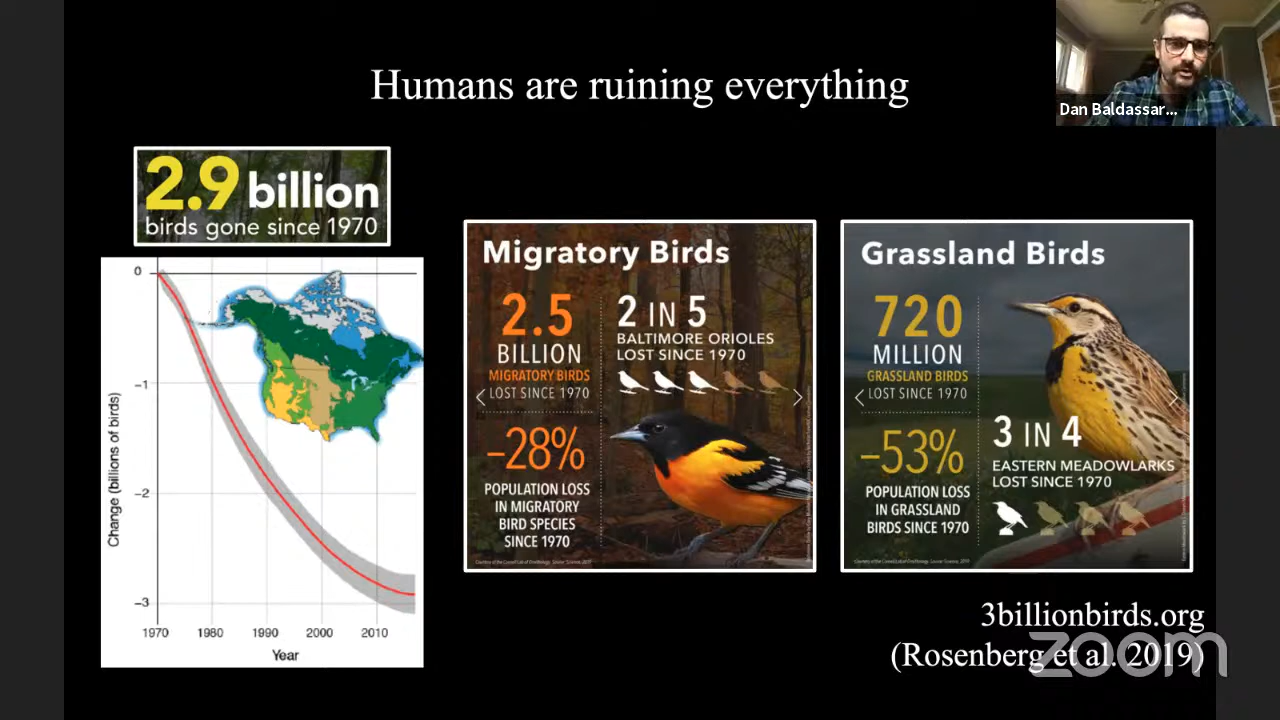 Humans are ruining everything
Dan Baldassar...
2.9 billion
birds gone since 1970
0
−1
−2
−3
Change (billions of birds)
1970 1980 1990 2000 2010
Year
Migratory Birds
2.5
BILLION
MIGRATORY BIRDS
LOST SINCE 1970
2 IN 5
BALTIMORE ORIOLES
LOST SINCE 1970
–28%
POPULATION LOSS
IN MIGRATORY
BIRD SPECIES
SINCE 1970
Grassland Birds
720
MILLION
GRASSLAND BIRDS
LOST SINCE 1970
–53%
POPULATION LOSS
IN GRASSLAND
BIRDS SINCE 1970
3 IN 4
EASTERN MEADOWLARKS
LOST SINCE 1970
3billionbirds.org
(Rosenberg et al. 2019)
zoom